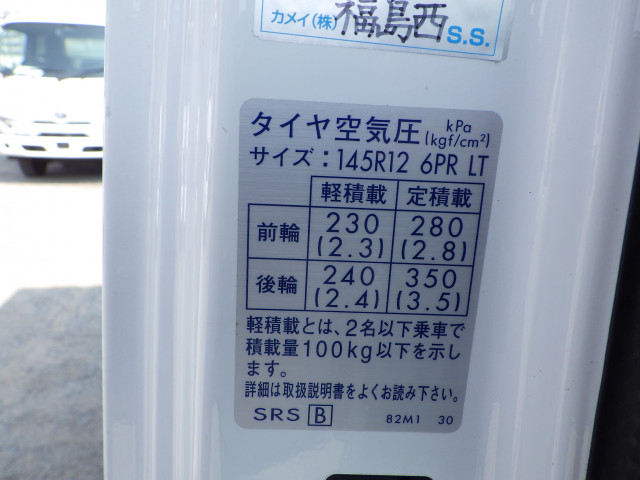 カメイ(株) 福島西S.S.
タイヤ空気圧 kPa (kgf/cm²)
サイズ:145R12 6PR LT
軽積載 定積載
前輪 230 (2.3) 280 (2.8)
後輪 240 (2.4) 350 (3.5)
軽積載とは、2名以下乗車で
積載量100kg以下を示し
ます。
詳細は取扱説明書をよくお読み下さい。
SRS B 82M1 30